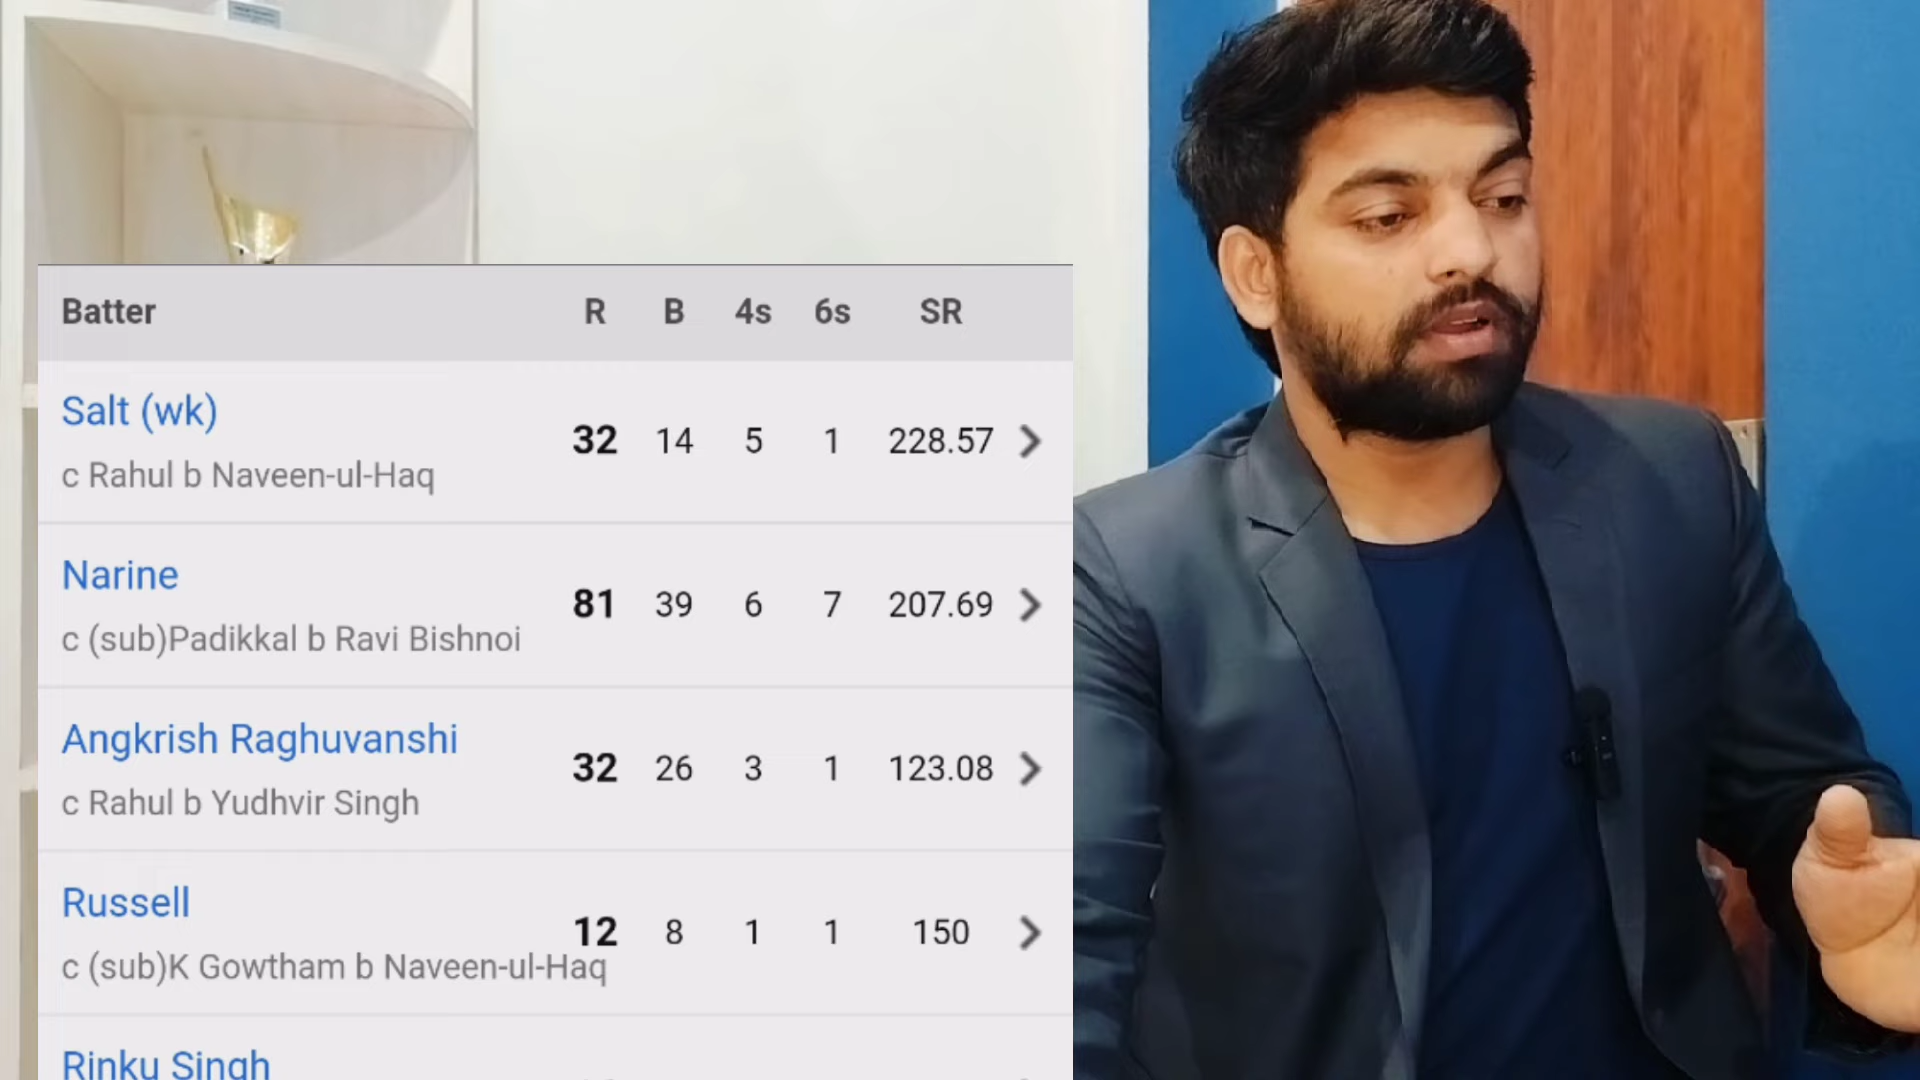 Batter R B 4s 6s SR
Salt (wk) 32 14 5 1 228.57
c Rahul b Naveen-ul-Haq
Narine 81 39 6 7 207.69
c (sub)Padikkal b Ravi Bishnoi
Angkrish Raghuvanshi 32 26 3 1 123.08
c Rahul b Yudhvir Singh
Russell 12 8 1 1 150
c (sub)K Gowtham b Naveen-ul-Haq
Rinku Singh